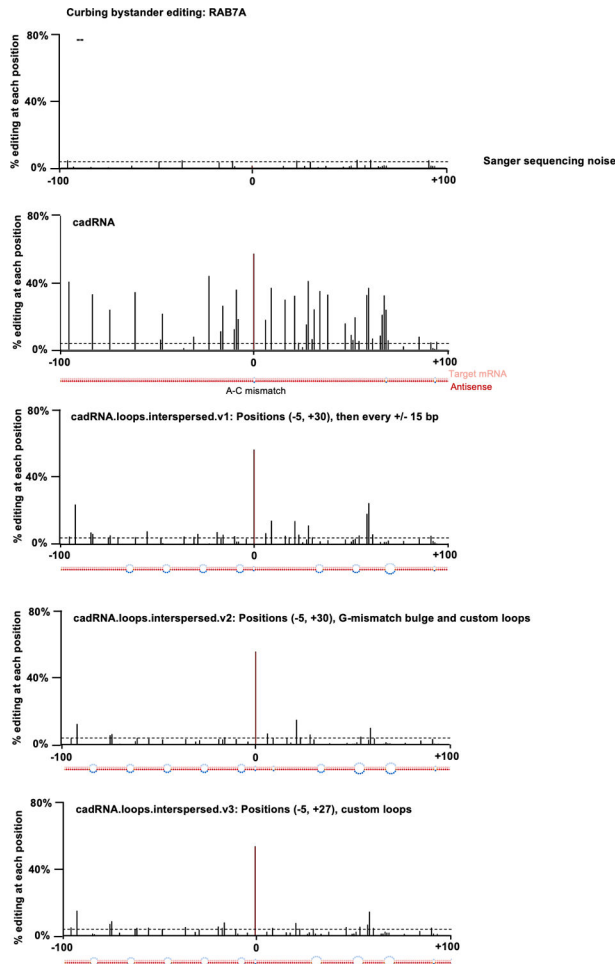 Curbing bystander editing: RAB7A
% editing at each position
80%
--
40%
0%
-100
0
+100
Sanger sequencing noise
% editing at each position
80%
cadRNA
40%
0%
-100
0
+100
Target mRNA
A-C mismatch
Antisense
% editing at each position
80%
cadRNA.loops.interspersed.v1: Positions (-5, +30), then every +/- 15 bp
40%
0%
-100
0
+100
% editing at each position
80%
cadRNA.loops.interspersed.v2: Positions (-5, +30), G-mismatch bulge and custom loops
40%
0%
-100
0
+100
% editing at each position
80%
cadRNA.loops.interspersed.v3: Positions (-5, +27), custom loops
40%
0%
-100
0
+100